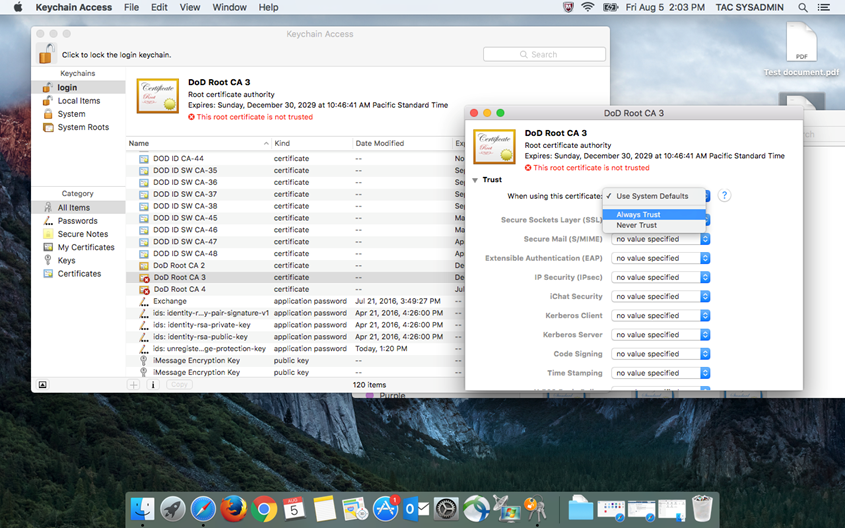 Keychain Access File Edit View Window Help Fri Aug 5 2:03 PM TAC SYSADMIN
Keychain Access
Click to lock the login keychain.
Search
Keychains
login
Local Items
System
System Roots
Category
All Items
Passwords
Secure Notes
My Certificates
Keys
Certificates
Certificate
Root
DoD Root CA 3
Root certificate authority
Expires: Sunday, December 30, 2029 at 10:46:41 AM Pacific Standard Time
This root certificate is not trusted
Name Kind Date Modified
DOD ID CA-44 certificate --
DOD ID SW CA-35 certificate --
DOD ID SW CA-36 certificate --
DOD ID SW CA-37 certificate --
DOD ID SW CA-38 certificate --
DOD ID SW CA-45 certificate --
DOD ID SW CA-46 certificate --
DOD ID SW CA-47 certificate --
DOD ID SW CA-48 certificate --
DoD Root CA 2 certificate --
DoD Root CA 3 certificate --
DoD Root CA 4 certificate --
Exchange application password Jul 21, 2016, 3:49:27 PM --
ids: identity-r...y-pair-signature-v1 application password Apr 21, 2016, 4:26:00 PM --
ids: identity-rsa-private-key application password Apr 21, 2016, 4:26:00 PM --
ids: identity-rsa-public-key application password Apr 21, 2016, 4:26:00 PM --
ids: unregiste...ge-protection-key application password Today, 1:20 PM --
iMessage Encryption Key public key -- --
iMessage Encryption Key public key -- --
Copy
120 items
DoD Root CA 3
Certificate
Root
DoD Root CA 3
Root certificate authority
Expires: Sunday, December 30, 2029 at 10:46:41 AM Pacific Standard Time
This root certificate is not trusted
Trust
When using this certificate: ✓ Use System Defaults ?
Always Trust
Never Trust
Secure Sockets Layer (SSL)
Secure Mail (S/MIME) no value specified
Extensible Authentication (EAP) no value specified
IP Security (IPsec) no value specified
iChat Security no value specified
Kerberos Client no value specified
Kerberos Server no value specified
Code Signing no value specified
Time Stamping no value specified
PDF
Test document.pdf
Purple
AUG
5
1